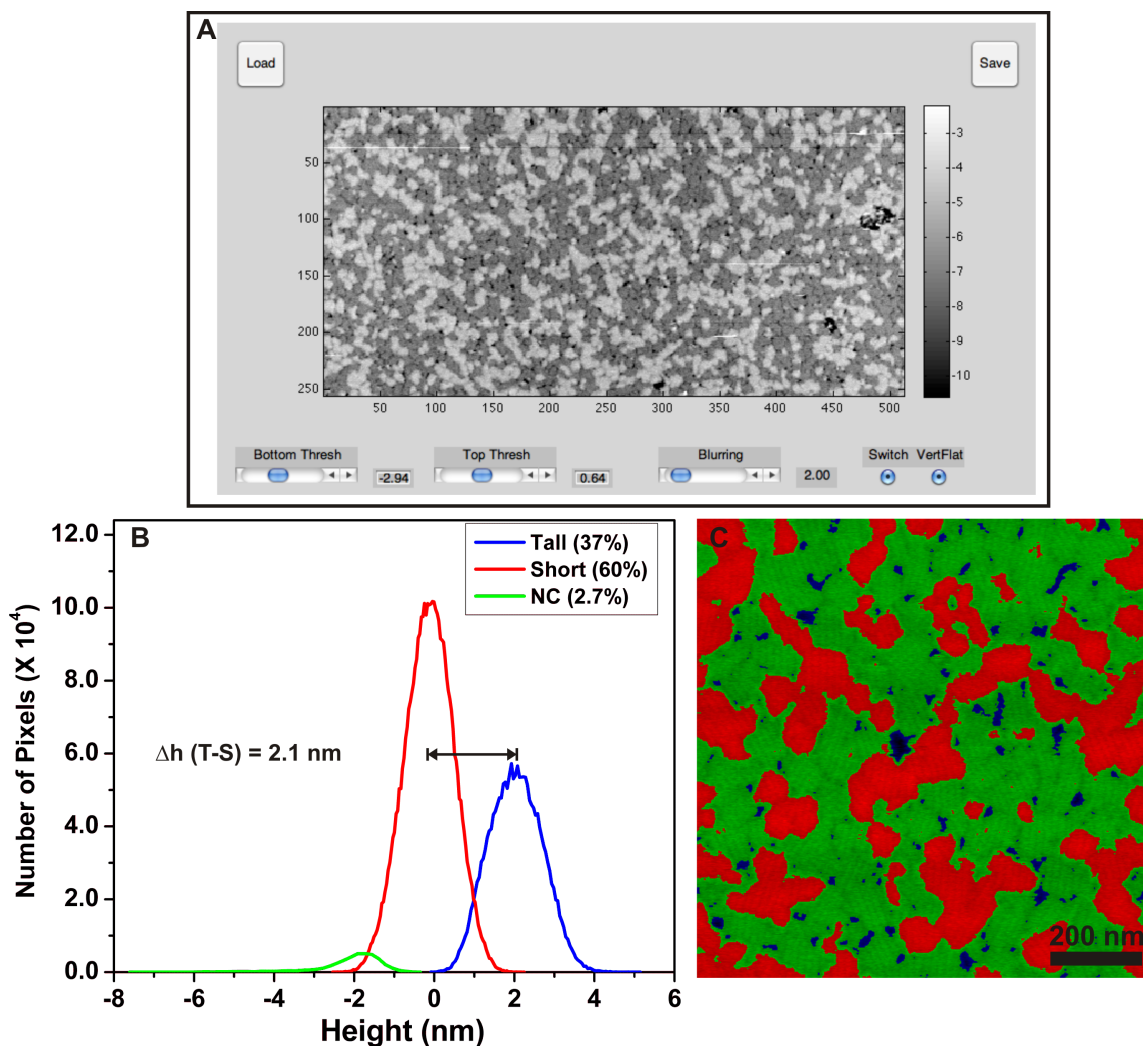 A
Load
Save
50
100
150
200
250
50 100 150 200 250 300 350 400 450 500
-3
-4
-5
-6
-7
-8
-9
-10
Bottom Thresh
-2.94
Top Thresh
0.64
Blurring
2.00
Switch VertFlat
B
12.0
10.0
8.0
6.0
4.0
2.0
0.0
Number of Pixels (X 10⁴)
Tall (37%)
Short (60%)
NC (2.7%)
Δh (T-S) = 2.1 nm
-8 -6 -4 -2 0 2 4 6
Height (nm)
C
200 nm